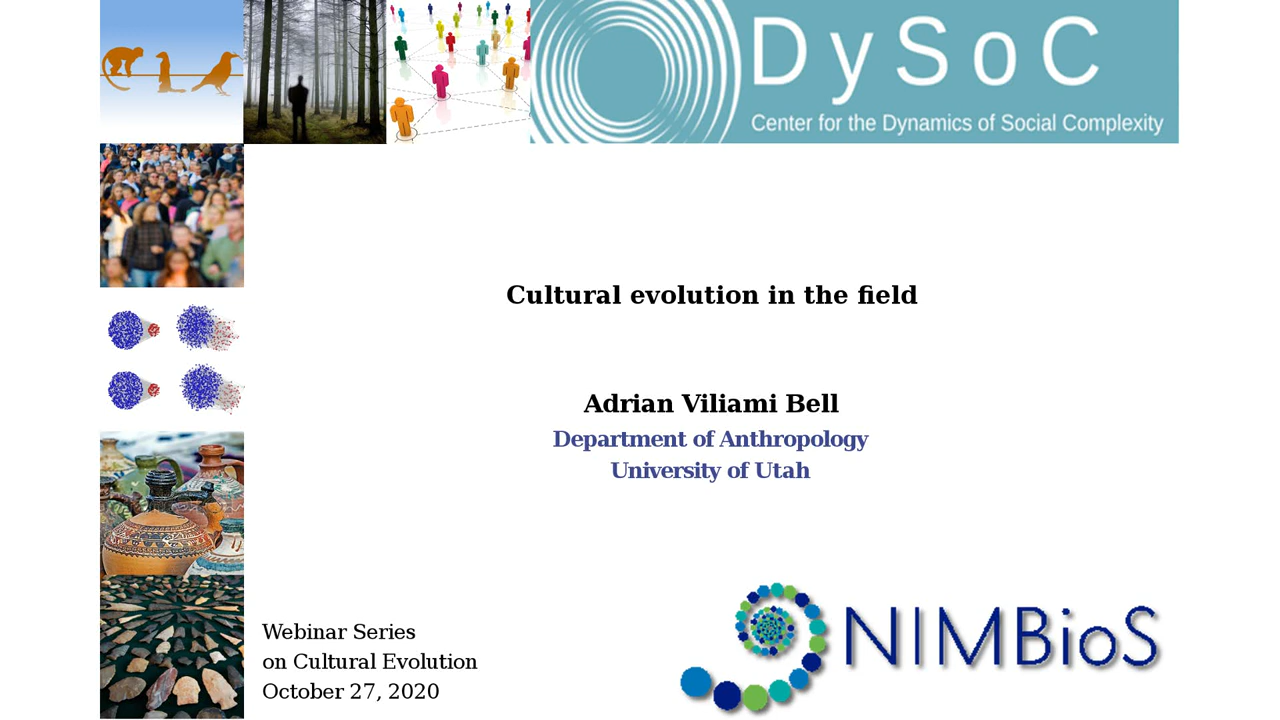 DySoC
Center for the Dynamics of Social Complexity
Cultural evolution in the field
Adrian Viliami Bell
Department of Anthropology
University of Utah
Webinar Series
on Cultural Evolution
October 27, 2020
NIMBioS